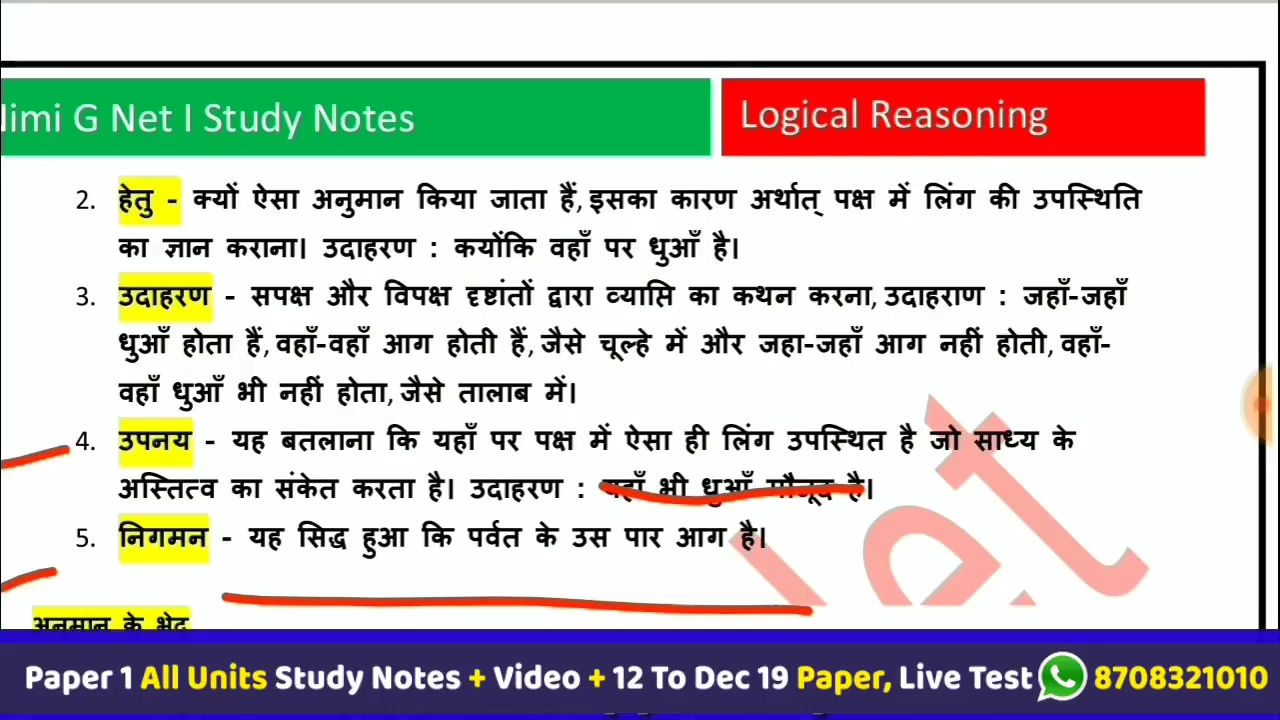 Nimi G Net I Study Notes
Logical Reasoning
2. हेतु - क्यों ऐसा अनुमान किया जाता हैं, इसका कारण अर्थात् पक्ष में लिंग की उपस्थिति
का ज्ञान कराना। उदाहरण : कयोंकि वहाँ पर धुआँ है।
3. उदाहरण - सपक्ष और विपक्ष दृष्टांतों द्वारा व्याप्ति का कथन करना, उदाहराण : जहाँ-जहाँ
धुआँ होता हैं, वहाँ-वहाँ आग होती हैं, जैसे चूल्हे में और जहा-जहाँ आग नहीं होती, वहाँ-
वहाँ धुआँ भी नहीं होता, जैसे तालाब में।
4. उपनय - यह बतलाना कि यहाँ पर पक्ष में ऐसा ही लिंग उपस्थित है जो साध्य के
अस्तित्व का संकेत करता है। उदाहरण : यहाँ भी धुआँ मौजूद है।
5. निगमन - यह सिद्ध हुआ कि पर्वत के उस पार आग है।
अनुमान के भेद
Paper 1 All Units Study Notes + Video + 12 To Dec 19 Paper, Live Test 8708321010